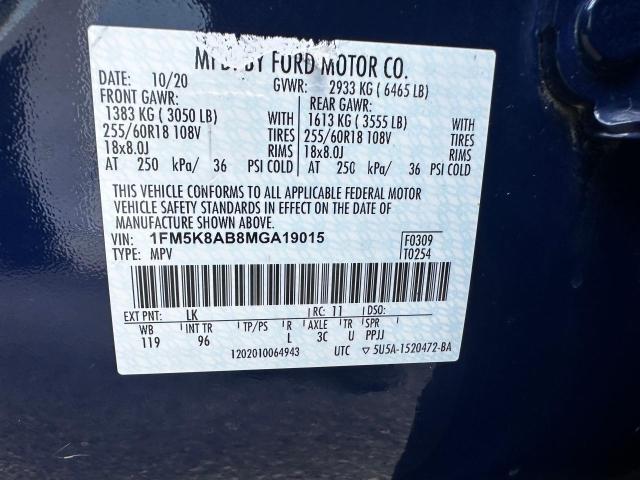 MFD. BY FORD MOTOR CO.
DATE: 10/20 GVWR: 2933 KG ( 6465 LB)
FRONT GAWR: REAR GAWR:
1383 KG ( 3050 LB) WITH 1613 KG ( 3555 LB) WITH
255/60R18 108V TIRES 255/60R18 108V TIRES
18x8.0J RIMS 18x8.0J RIMS
AT 250 kPa/ 36 PSI COLD AT 250 kPa/ 36 PSI COLD
THIS VEHICLE CONFORMS TO ALL APPLICABLE FEDERAL MOTOR
VEHICLE SAFETY STANDARDS IN EFFECT ON THE DATE OF
MANUFACTURE SHOWN ABOVE.
VIN: 1FM5K8AB8MGA19015 F0309
TYPE: MPV T0254
EXT PNT: LK RC: 11 DSO:
WB INT TR TP/PS R AXLE TR SPR
119 96 L 3C U PPJJ
1202010064943 UTC ▽ 5U5A-1520472-BA